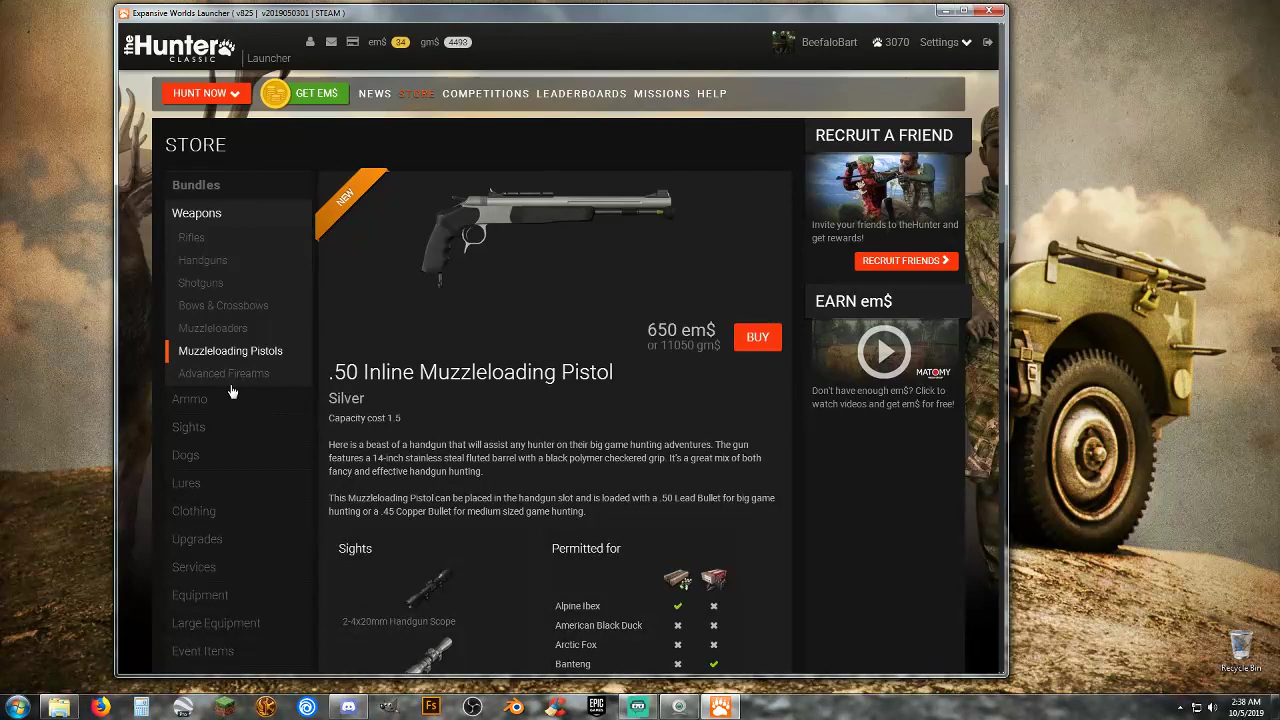 Expansive Worlds Launcher ( v825 | v2019050301 | STEAM )
theHunter CLASSIC | Launcher
em$ 34 gm$ 4493
BeefaloBart 3070 Settings
HUNT NOW GET EM$ NEWS STORE COMPETITIONS LEADERBOARDS MISSIONS HELP
STORE
Bundles
Weapons
Rifles
Handguns
Shotguns
Bows & Crossbows
Muzzleloaders
Muzzleloading Pistols
Advanced Firearms
Ammo
Sights
Dogs
Lures
Clothing
Upgrades
Services
Equipment
Large Equipment
Event Items
NEW
650 em$
or 11050 gm$
BUY
.50 Inline Muzzleloading Pistol
Silver
Capacity cost 1.5
Here is a beast of a handgun that will assist any hunter on their big game hunting adventures. The gun
features a 14-inch stainless steal fluted barrel with a black polymer checkered grip. It's a great mix of both
fancy and effective handgun hunting.
This Muzzleloading Pistol can be placed in the handgun slot and is loaded with a .50 Lead Bullet for big game
hunting or a .45 Copper Bullet for medium sized game hunting.
Sights
2-4x20mm Handgun Scope
Permitted for
Alpine Ibex
American Black Duck
Arctic Fox
Banteng
RECRUIT A FRIEND
Invite your friends to theHunter and
get rewards!
RECRUIT FRIENDS
EARN em$
MATOMY
Don't have enough em$? Click to
watch videos and get em$ for free!
Recycle Bin
Fs
EPIC
GAMES
2:38 AM
10/5/2019